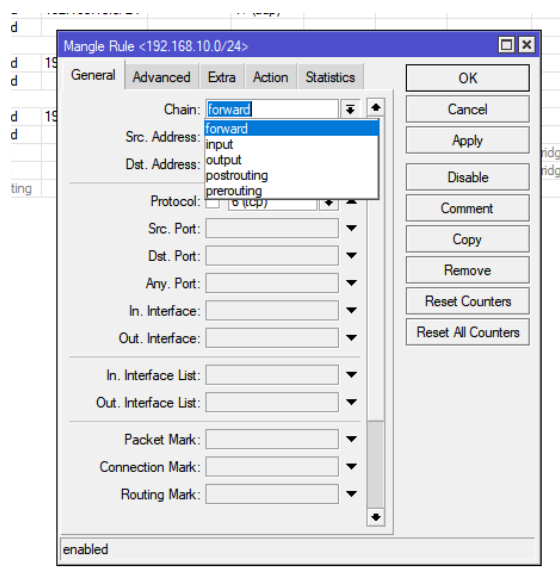 d
Mangle Rule <192.168.10.0/24>
d 19
d
General Advanced Extra Action Statistics
OK
Chain: forward
Cancel
d 19
d
forward
input
output
postrouting
prerouting
Src. Address:
Apply
Dst. Address:
Disable
ting
Protocol: 6 (tcp)
Comment
Src. Port:
Copy
Dst. Port:
Remove
Any. Port:
Reset Counters
In. Interface:
Reset All Counters
Out. Interface:
In. Interface List:
Out. Interface List:
Packet Mark:
Connection Mark:
Routing Mark:
enabled